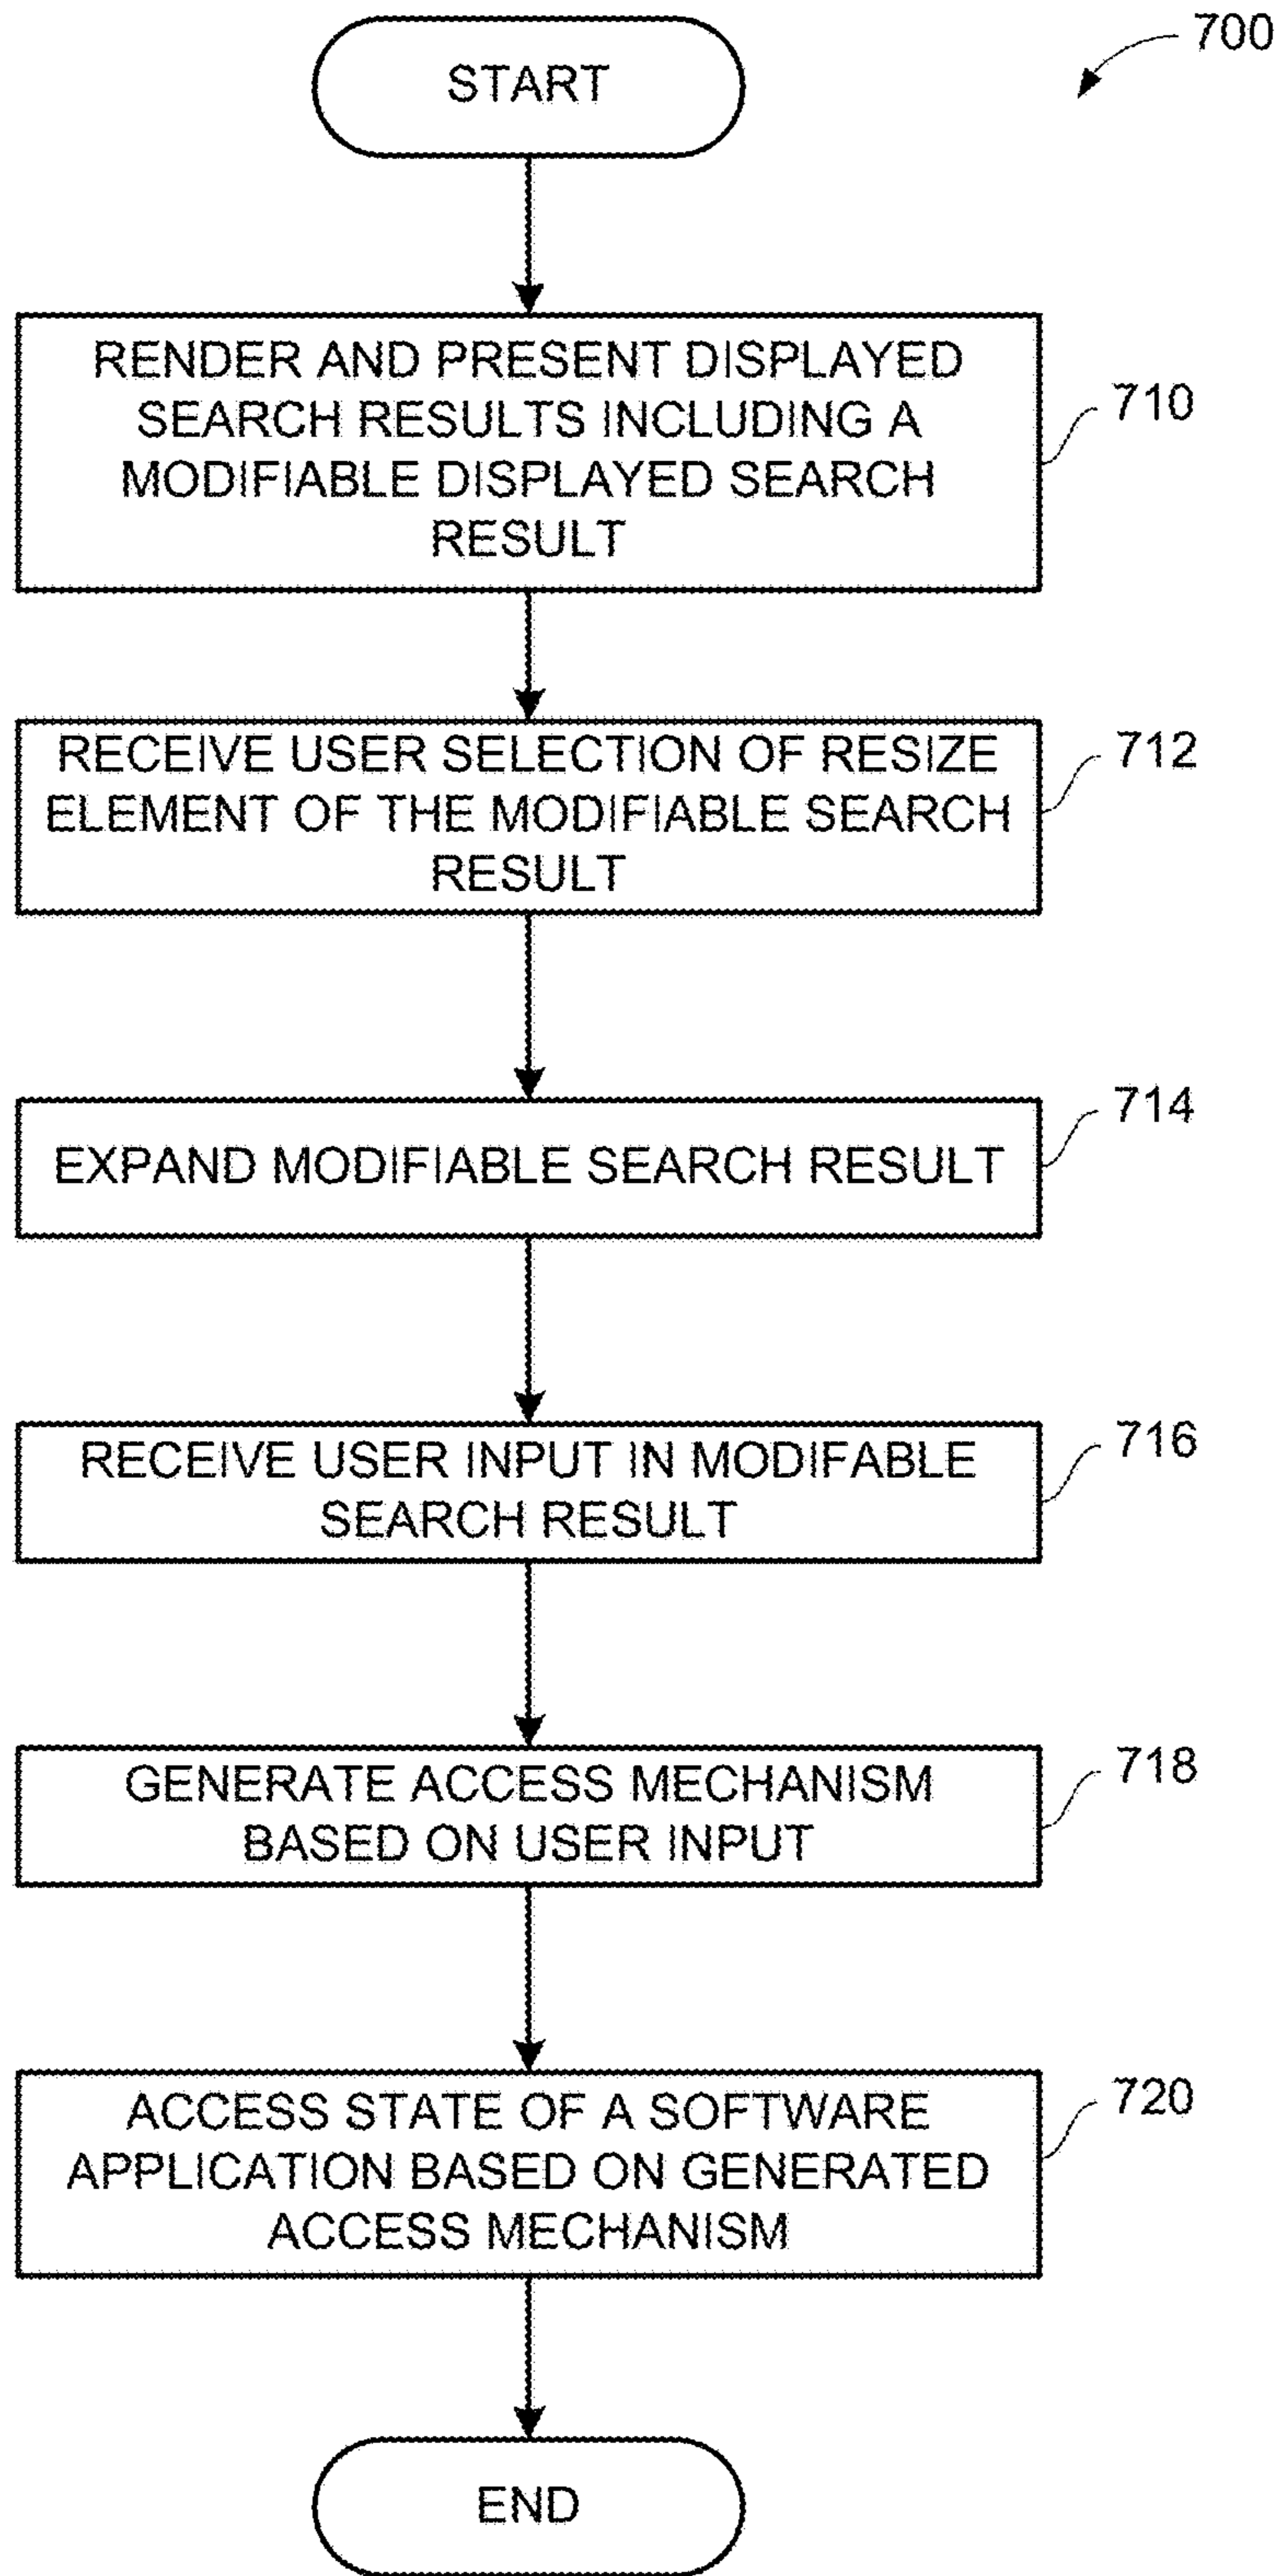 START
700
RENDER AND PRESENT DISPLAYED
SEARCH RESULTS INCLUDING A
MODIFIABLE DISPLAYED SEARCH
RESULT
710
RECEIVE USER SELECTION OF RESIZE
ELEMENT OF THE MODIFIABLE SEARCH
RESULT
712
EXPAND MODIFIABLE SEARCH RESULT
714
RECEIVE USER INPUT IN MODIFABLE
SEARCH RESULT
716
GENERATE ACCESS MECHANISM
BASED ON USER INPUT
718
ACCESS STATE OF A SOFTWARE
APPLICATION BASED ON GENERATED
ACCESS MECHANISM
720
END